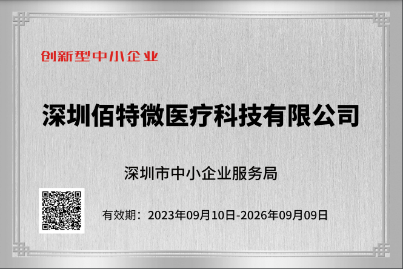 创新型中小企业
深圳佰特微医疗科技有限公司
深圳市中小企业服务局
有效期：2023年09月10日-2026年09月09日